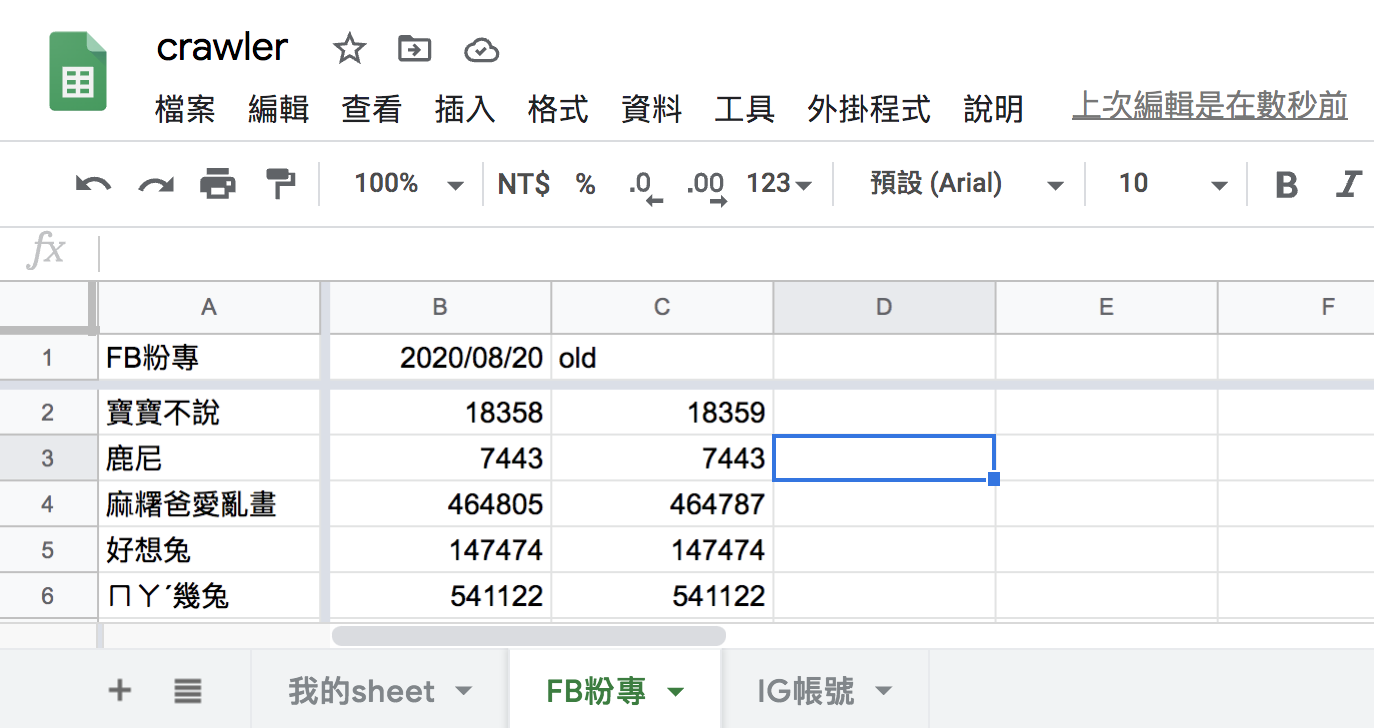 crawler
檔案 編輯 查看 插入 格式 資料 工具 外掛程式 說明 上次編輯是在數秒前
100% NT$ % .0 .00 123 預設 (Arial) 10 B I
fx
A B C D E F
1 FB粉專 2020/08/20 old
2 寶寶不說 18358 18359
3 鹿尼 7443 7443
4 麻糬爸愛亂畫 464805 464787
5 好想兔 147474 147474
6 ㄇㄚˊ幾兔 541122 541122
+ 我的sheet FB粉專 IG帳號